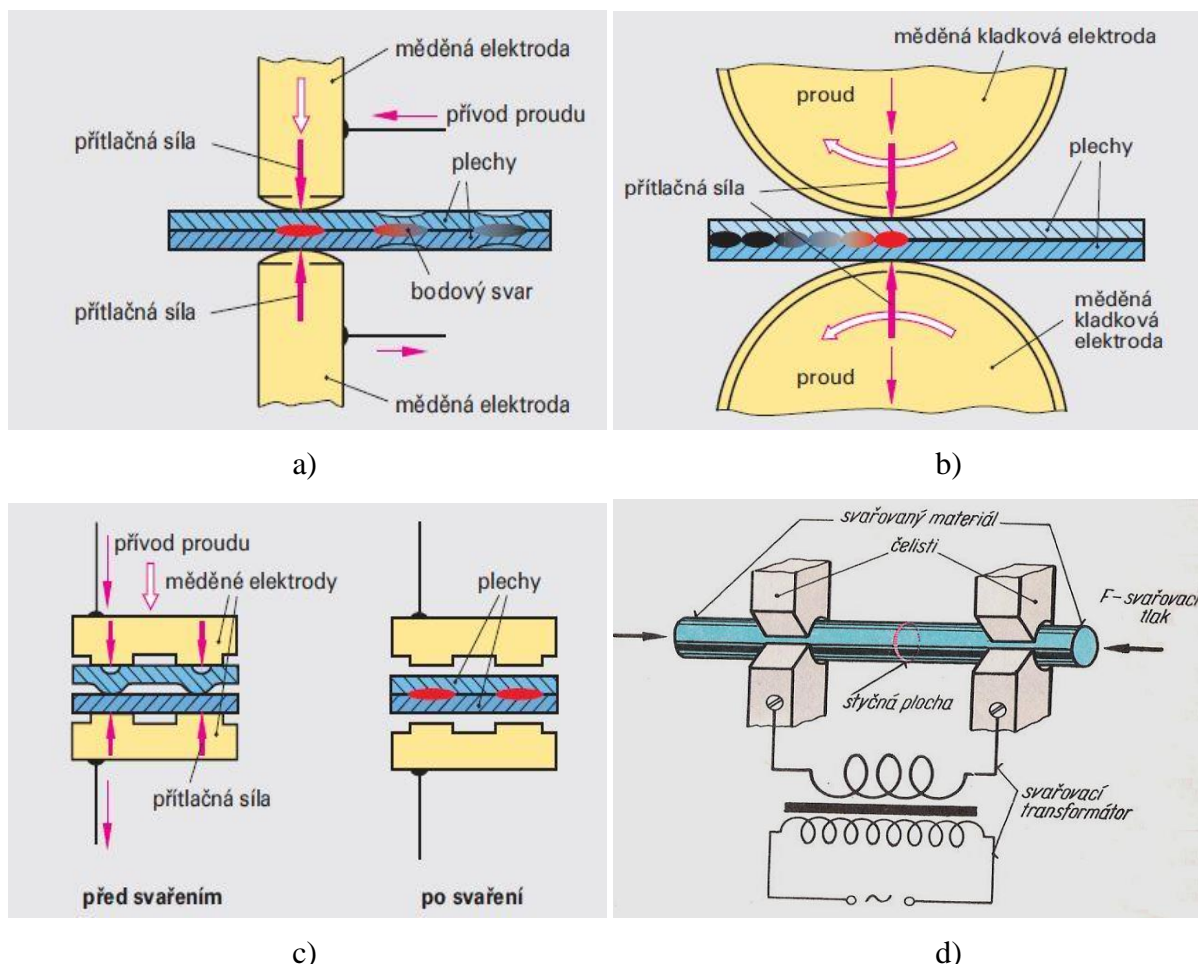 měděná elektroda
přívod proudu
přítlačná síla
plechy
bodový svar
přítlačná síla
měděná elektroda
a)
měděná kladková elektroda
proud
plechy
přítlačná síla
měděná
kladková
elektroda
proud
b)
přívod proudu
měděné elektrody
plechy
přítlačná síla
před svařením
po svaření
c)
svařovaný materiál
čelisti
F-svařovací
tlak
styčná plocha
svařovací
transformátor
~
d)